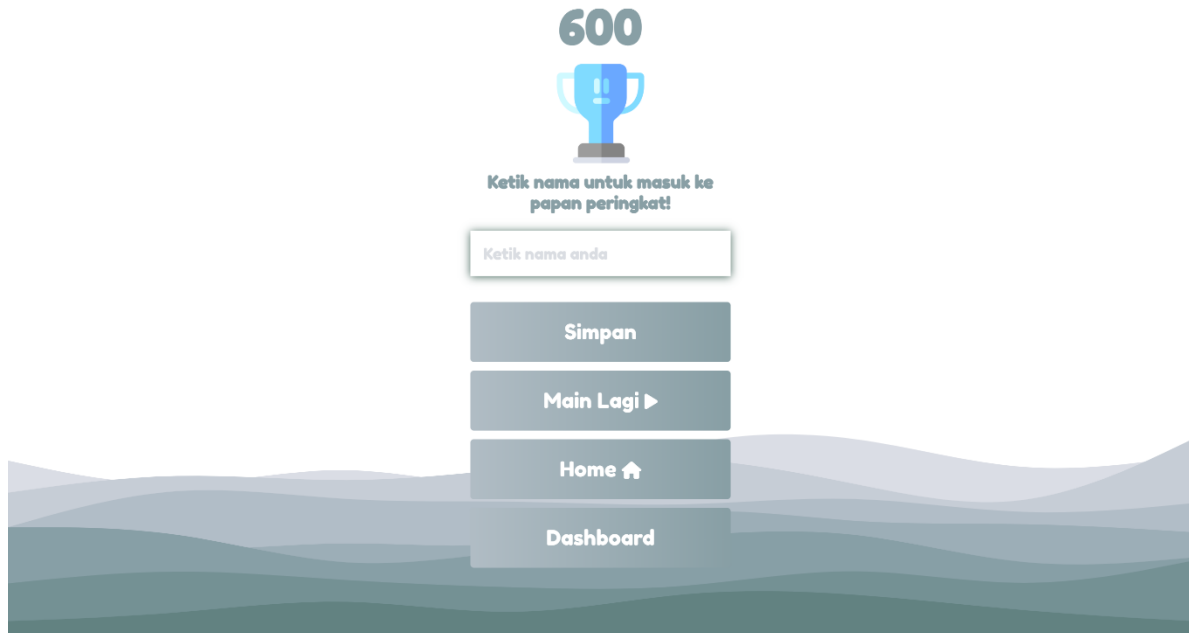 600
Ketik nama untuk masuk ke
papan peringkat!
Ketik nama anda
Simpan
Main Lagi
Home
Dashboard